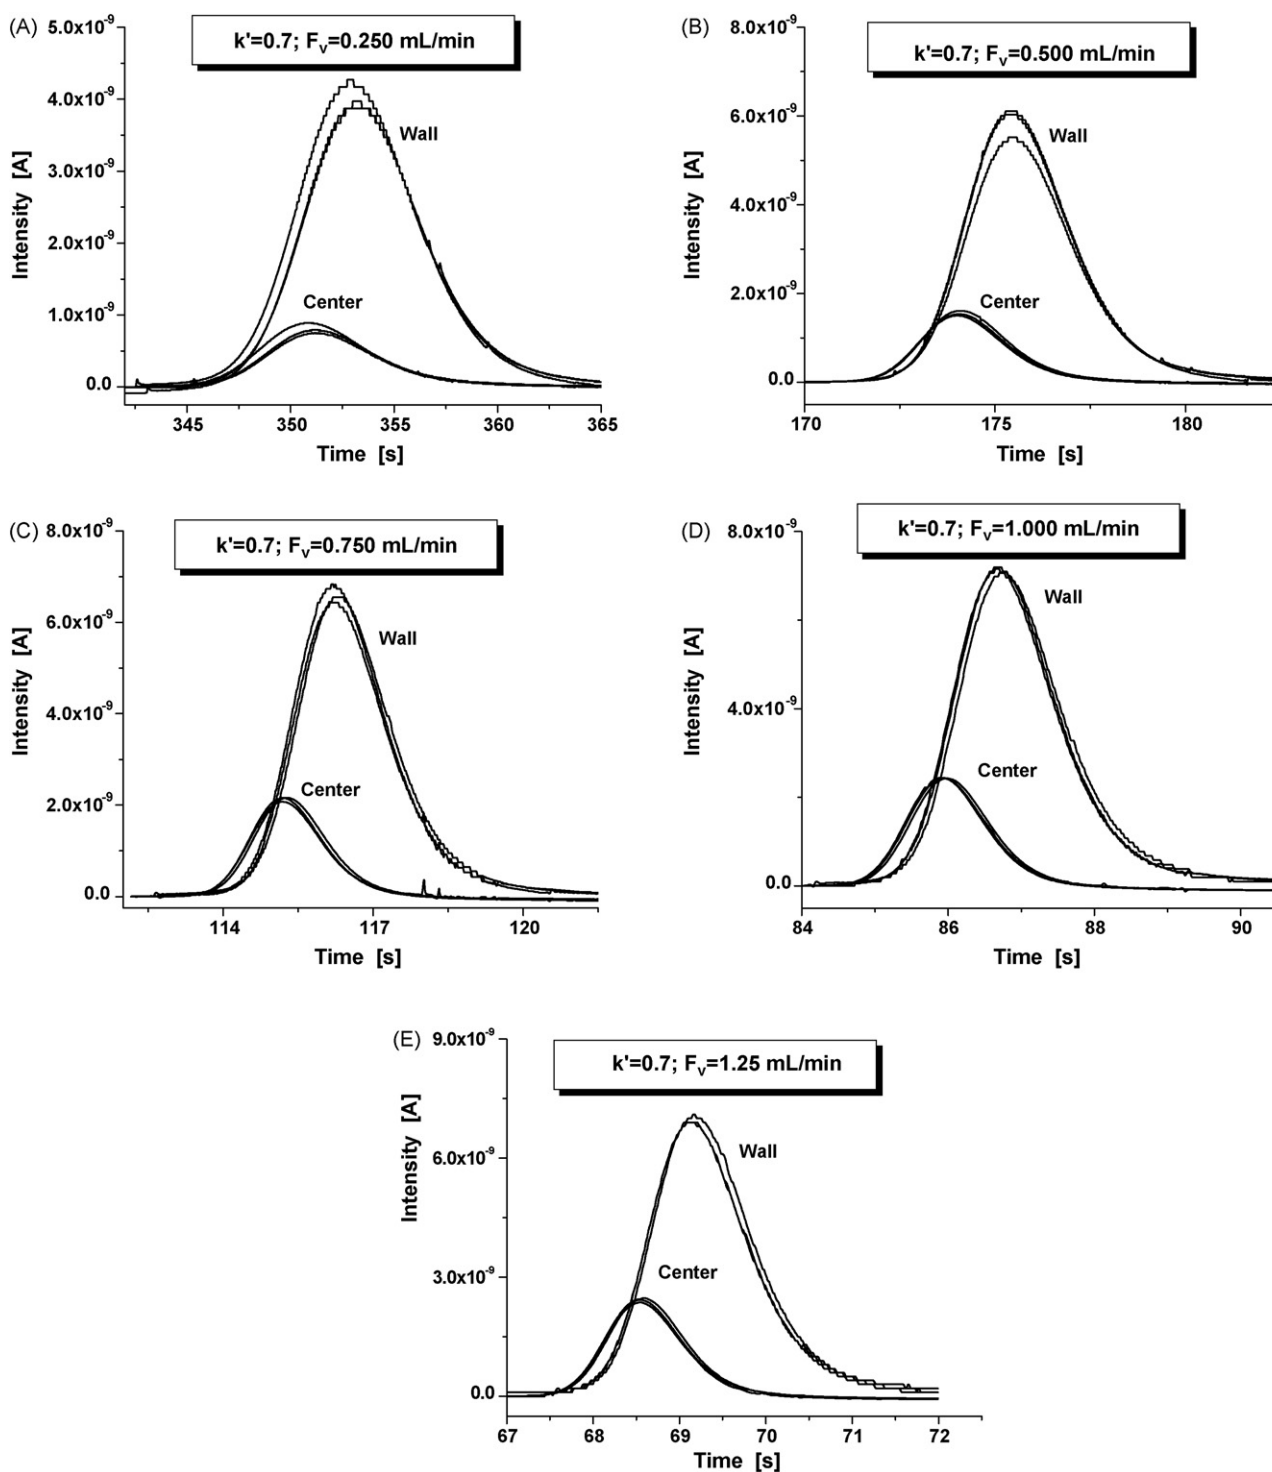 (A)
k'=0.7; Fᵥ=0.250 mL/min
5.0x10⁻⁹
4.0x10⁻⁹
3.0x10⁻⁹
2.0x10⁻⁹
1.0x10⁻⁹
0.0
Intensity [A]
Wall
Center
345 350 355 360 365
Time [s]
(B)
k'=0.7; Fᵥ=0.500 mL/min
8.0x10⁻⁹
6.0x10⁻⁹
4.0x10⁻⁹
2.0x10⁻⁹
0.0
Intensity [A]
Wall
Center
170 175 180
Time [s]
(C)
k'=0.7; Fᵥ=0.750 mL/min
8.0x10⁻⁹
6.0x10⁻⁹
4.0x10⁻⁹
2.0x10⁻⁹
0.0
Intensity [A]
Wall
Center
114 117 120
Time [s]
(D)
k'=0.7; Fᵥ=1.000 mL/min
8.0x10⁻⁹
4.0x10⁻⁹
0.0
Intensity [A]
Wall
Center
84 86 88 90
Time [s]
(E)
k'=0.7; Fᵥ=1.25 mL/min
9.0x10⁻⁹
6.0x10⁻⁹
3.0x10⁻⁹
0.0
Intensity [A]
Wall
Center
67 68 69 70 71 72
Time [s]